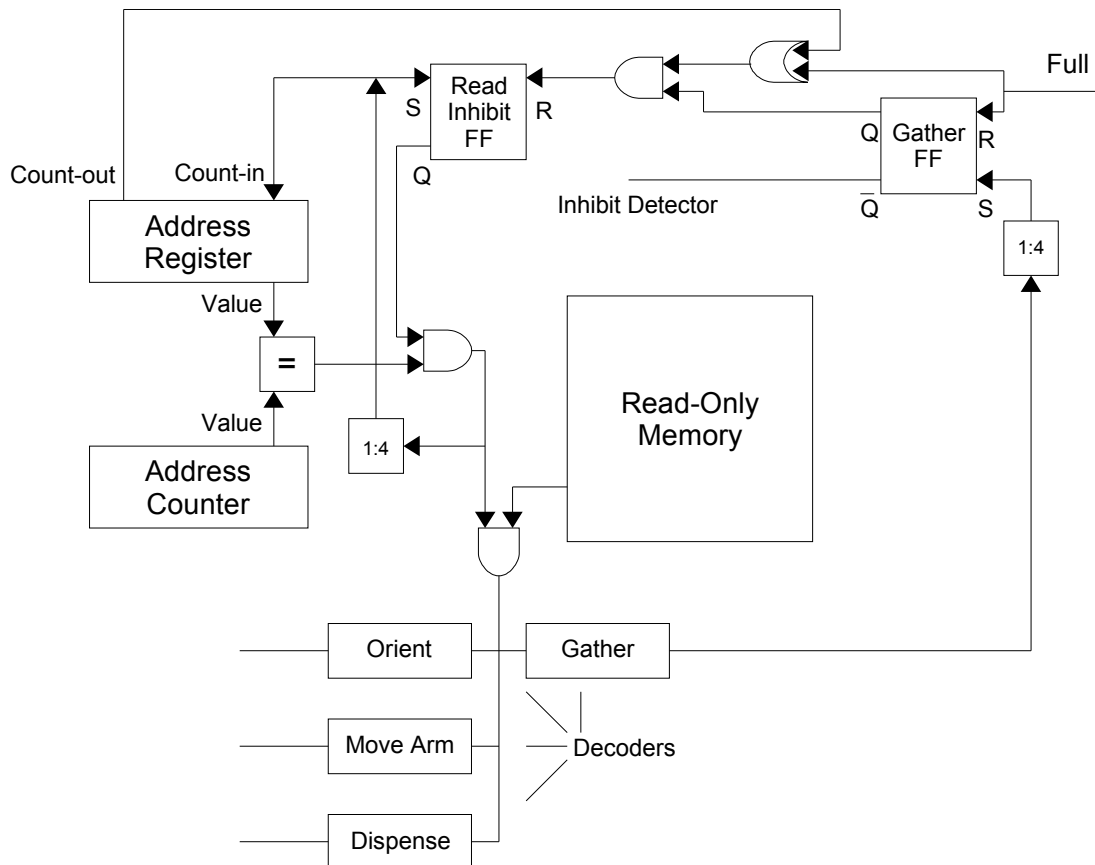 Full
Read
Inhibit
FF
S
R
Q
Q
Gather
FF
R
Count-out
Count-in
Q̅
S
Inhibit Detector
Address
Register
1:4
Value
=
Read-Only
Memory
Value
1:4
Address
Counter
Orient
Gather
Move Arm
Decoders
Dispense